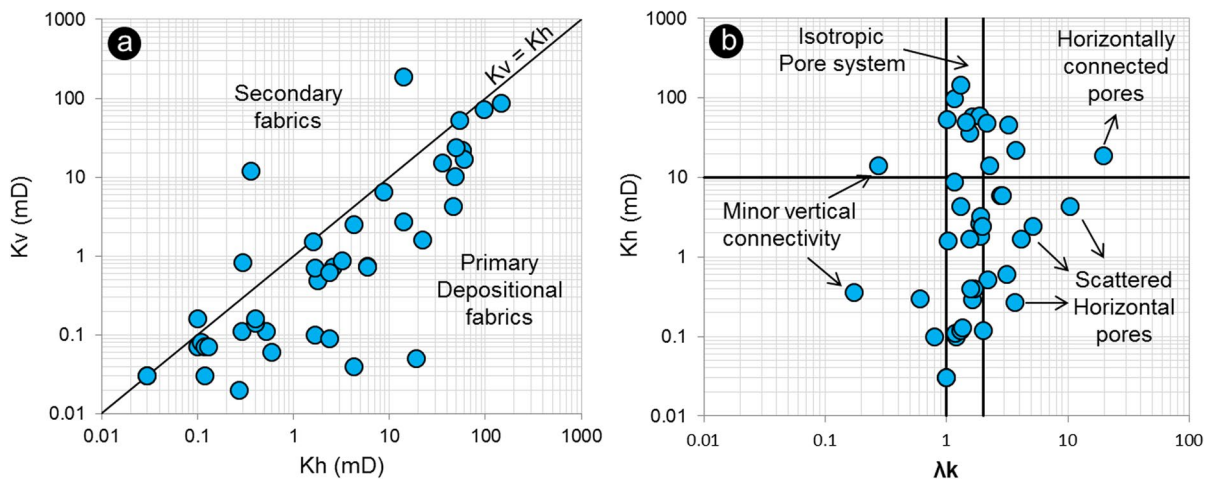 a
1000
100
10
1
0.1
0.01
Kv (mD)
Secondary
fabrics
Kv = Kh
Primary
Depositional
fabrics
0.01 0.1 1 10 100 1000
Kh (mD)
b
1000
100
10
1
0.1
0.01
Kh (mD)
Isotropic
Pore system
Horizontally
connected
pores
Minor vertical
connectivity
Scattered
Horizontal
pores
0.01 0.1 1 10 100
λk